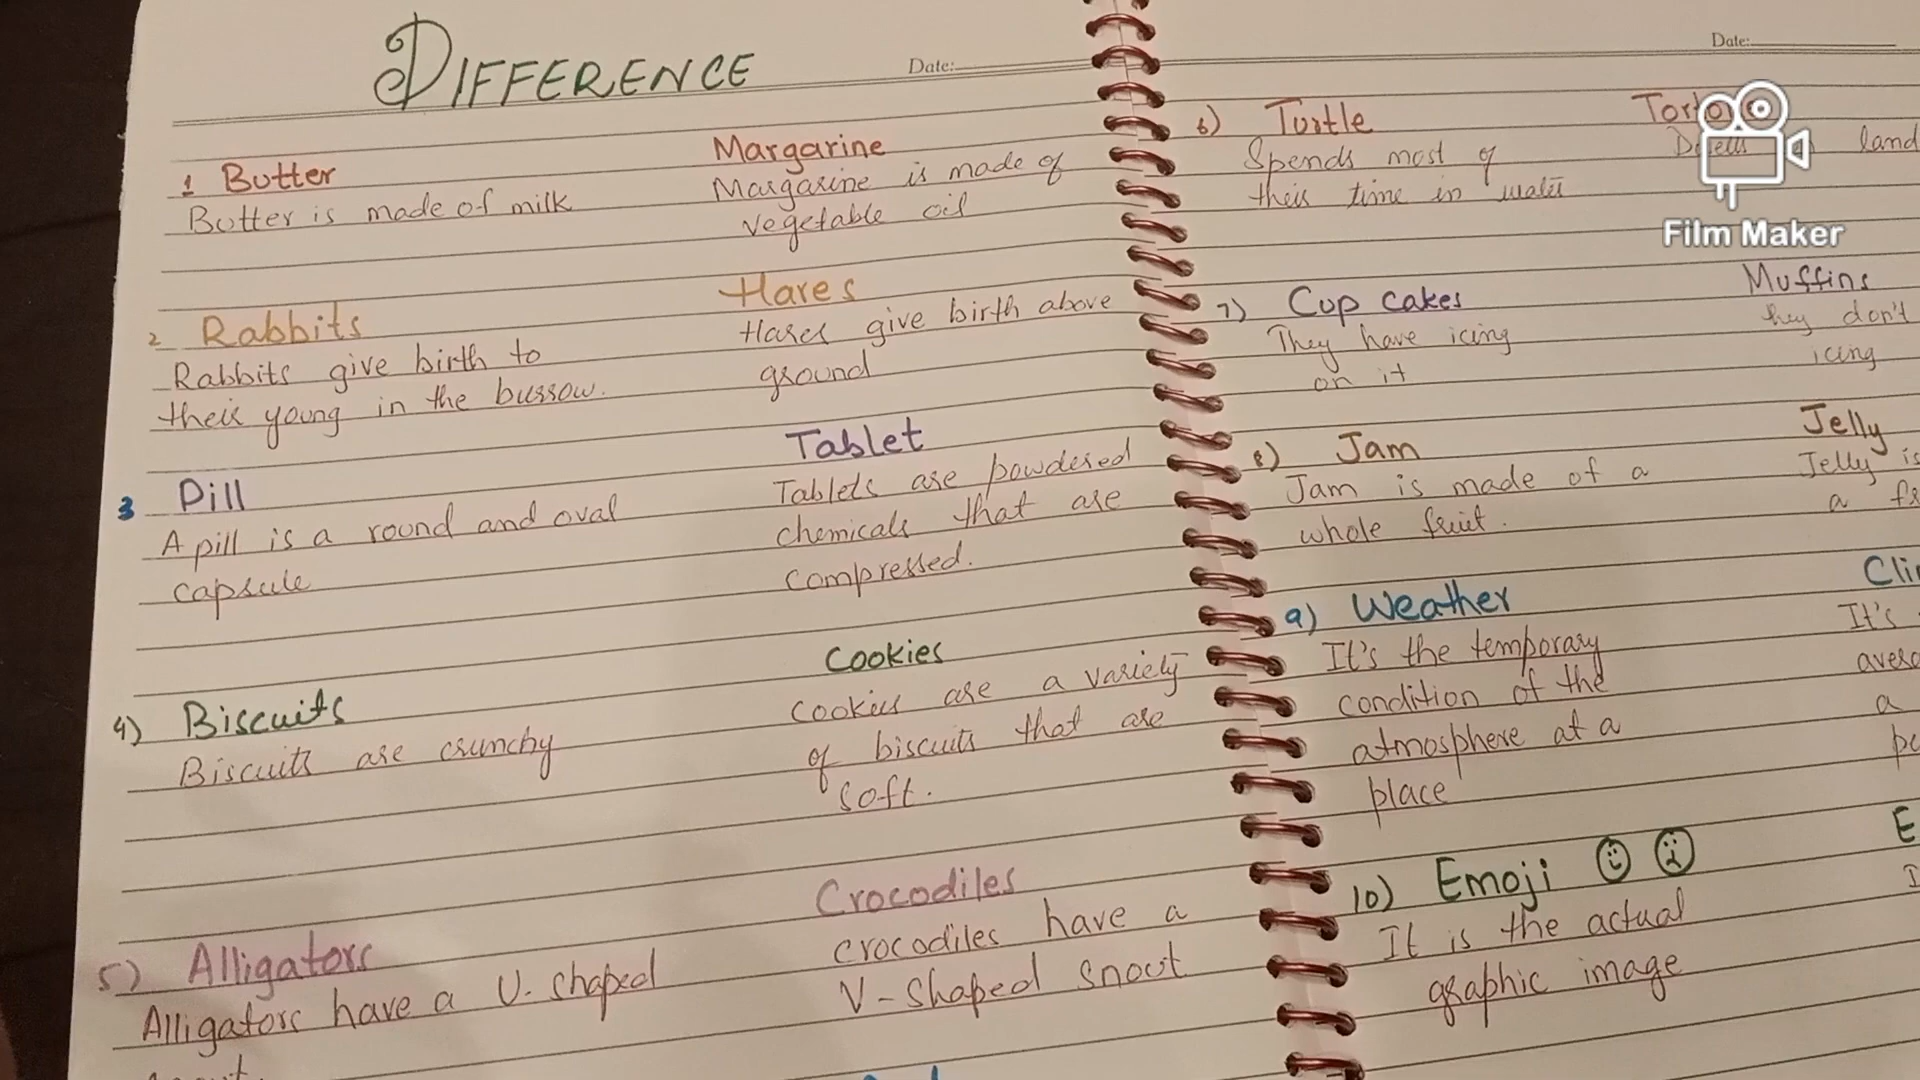 DIFFERENCE
Date:
1 Butter
Butter is made of milk
Margarine
Margarine is made of
vegetable oil
2 Rabbits
Rabbits give birth to
their young in the burrow.
Hares
Hares give birth above
ground
3 Pill
A pill is a round and oval
capsule
Tablet
Tablets are powdered
chemicals that are
compressed.
4) Biscuits
Biscuits are crunchy
Cookies
Cookies are a variety
of biscuits that are
soft.
5) Alligators
Alligators have a U-shaped
Crocodiles
Crocodiles have a
V-shaped snout
Date:
6) Turtle
Spends most of
their time in water
land
7) Cup cakes
They have icing
on it
Muffins
they don't
icing
8) Jam
Jam is made of a
whole fruit.
Jelly
Jelly is
a
9) Weather
It's the temporary
condition of the
atmosphere at a
place
It's
a
10) Emoji
It is the actual
graphic image
Film Maker